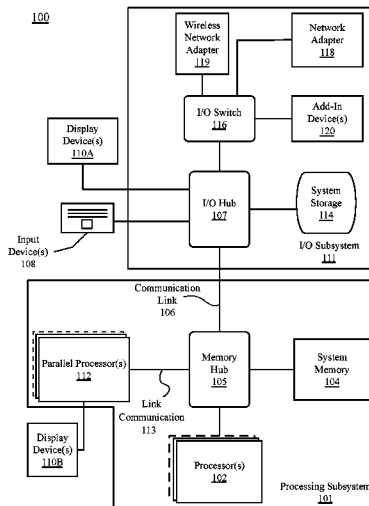 100
Wireless
Network
Adapter
119
Network
Adapter
118
I/O Switch
116
Add-In
Device(s)
120
Display
Device(s)
110A
I/O Hub
107
System
Storage
114
Input
Device(s)
108
I/O Subsystem
111
Communication
Link
106
Parallel Processor(s)
112
Memory
Hub
105
System
Memory
104
Link
Communication
113
Display
Device(s)
110B
Processor(s)
102
Processing Subsystem
101